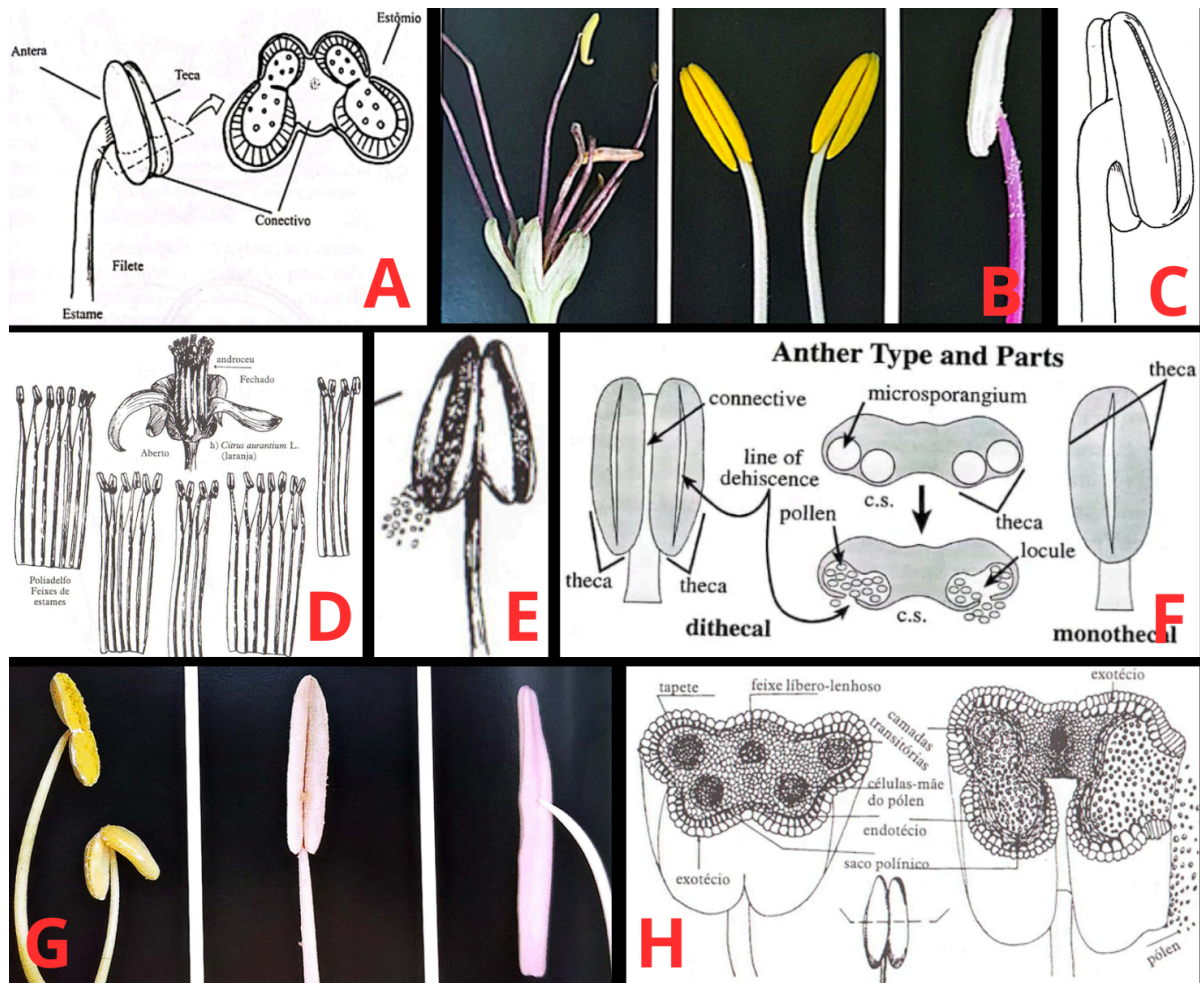 Antera
Teca
Estômio
Conectivo
Filete
Estame
A
B
C
androceu
Fechado
Aberto
h) Citrus aurantium L.
(laranja)
Poliadelfo
Feixes de
estames
D
E
Anther Type and Parts
connective
microsporangium
theca
line of
dehiscence
c.s.
theca
pollen
locule
theca
theca
c.s.
dithecal
monothecal
F
G
tapete
feixe líbero-lenhoso
exotécio
camadas
transitórias
células-mãe
do pólen
endotécio
saco polínico
exotécio
pólen
H